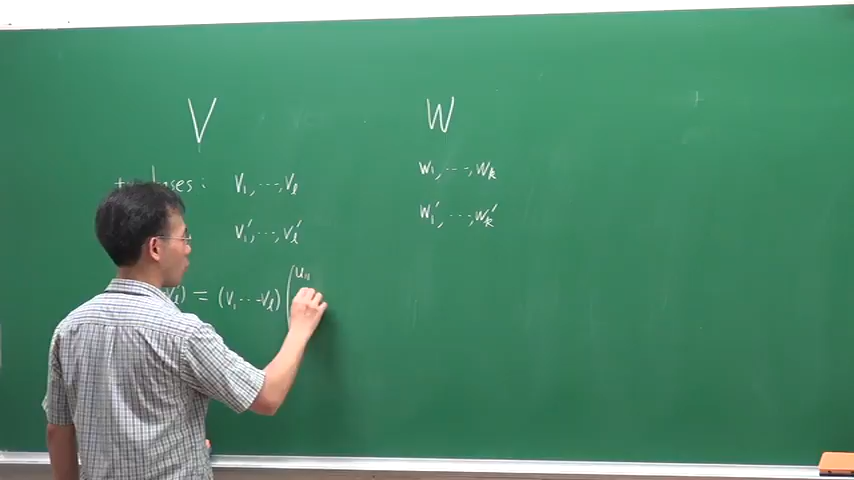 V W
bases: v₁, ⋯, vℓ w₁, ⋯, wₖ
v₁′, ⋯, vℓ′ w₁′, ⋯, wₖ′
= (v₁ ⋯ vℓ) ( u₁₁